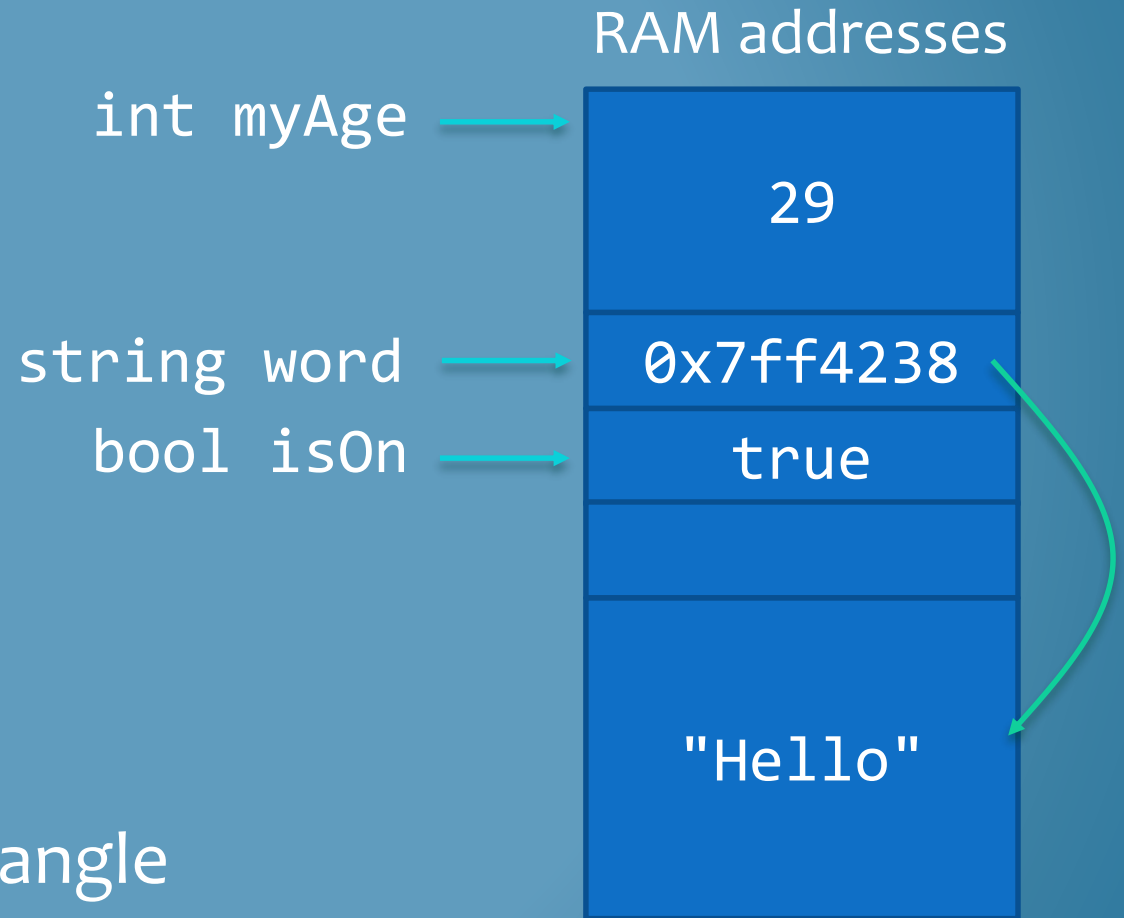 RAM addresses
int myAge
29
string word
0x7ff4238
bool isOn
true
"Hello"
angle